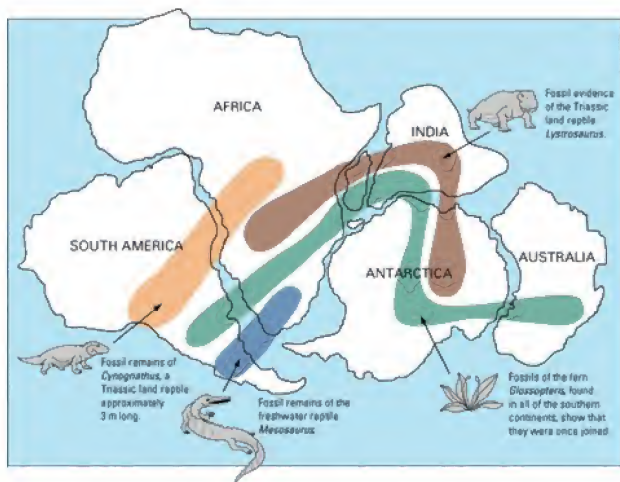 AFRICA
INDIA
SOUTH AMERICA
ANTARCTICA
AUSTRALIA
Fossil evidence
of the Triassic
land reptile
Lystrosaurus.
Fossil remains of
Cynognathus, a
Triassic land reptile
approximately
3 m long.
Fossil remains of the
freshwater reptile
Mesosaurus.
Fossils of the fern
Glossopteris, found
in all of the southern
continents, show that
they were once joined.